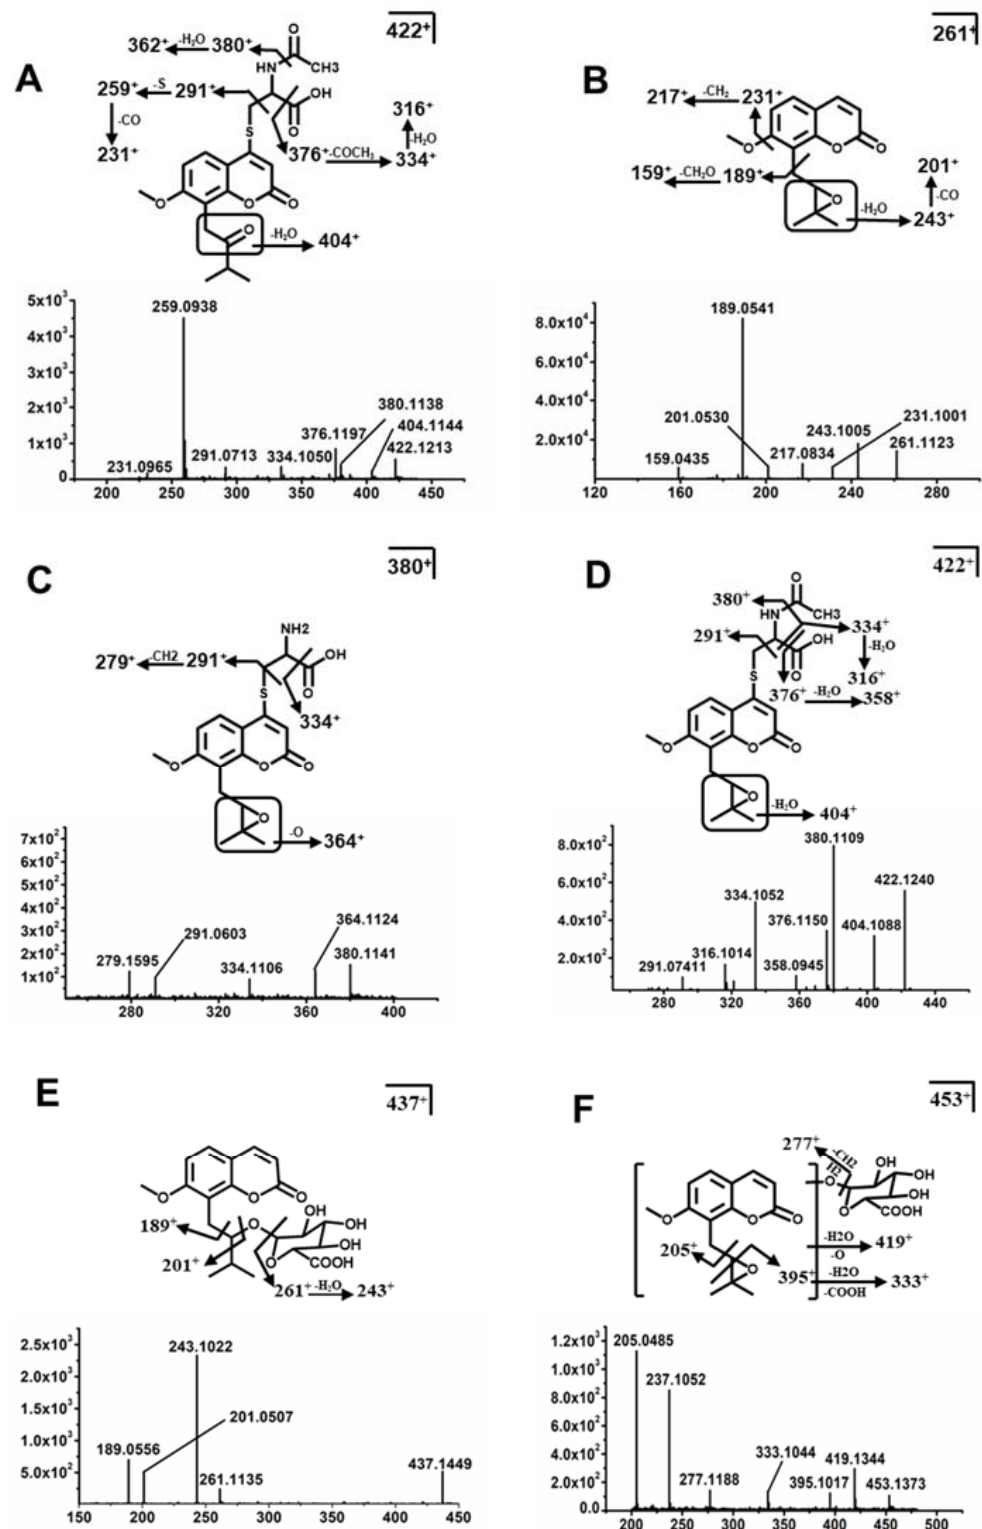 A
422+
362+ -H₂O 380+
O
HN CH3
259+ -S 291+
OH
O
-CO
S
316+
-H₂O
231+
376+ -COCH₃ 334+
O O O
O
-H₂O
404+
5x10³
4x10³
3x10³
2x10³
1x10³
0
259.0938
380.1138
404.1144
376.1197
422.1213
231.0965
291.0713
334.1050
200 250 300 350 400 450
B
261+
217+ -CH₂ 231+
O O O
159+ -CH₂O 189+
201+
-CO
O
-H₂O
243+
8.0x10⁴
6.0x10⁴
4.0x10⁴
2.0x10⁴
189.0541
201.0530
231.1001
243.1005
261.1123
217.0834
159.0435
120 160 200 240 280
C
380+
NH2
279+ -CH2 291+
OH
O
S
334+
O O O
O
-O
364+
7x10²
6x10²
5x10²
4x10²
3x10²
2x10²
1x10²
279.1595
291.0603
364.1124
334.1106
380.1141
280 320 360 400
D
422+
O
380+
HN CH3
334+
291+
OH
-H₂O
O
S
316+
376+ -H₂O 358+
O O O
O
-H₂O
404+
8.0x10²
6.0x10²
4.0x10²
2.0x10²
380.1109
422.1240
334.1052
376.1150
404.1088
316.1014
291.07411
358.0945
280 320 360 400 440
E
437+
O O O
OH
189+
O
OH
OH
201+
O
COOH
261+ -H₂O 243+
2.5x10³
2.0x10³
1.5x10³
1.0x10³
5.0x10²
243.1022
201.0507
189.0556
261.1135
437.1449
150 200 250 300 350 400 450
F
453+
277+
-CH2
H2
OH
O
OH
OH
O
COOH
O O O
205+
-H2O
419+
-O
O
395+
-H2O
333+
-COOH
1.2x10³
1.0x10³
8.0x10²
6.0x10²
4.0x10²
2.0x10²
0.0
205.0485
237.1052
333.1044
419.1344
277.1188
395.1017
453.1373
200 250 300 350 400 450 500